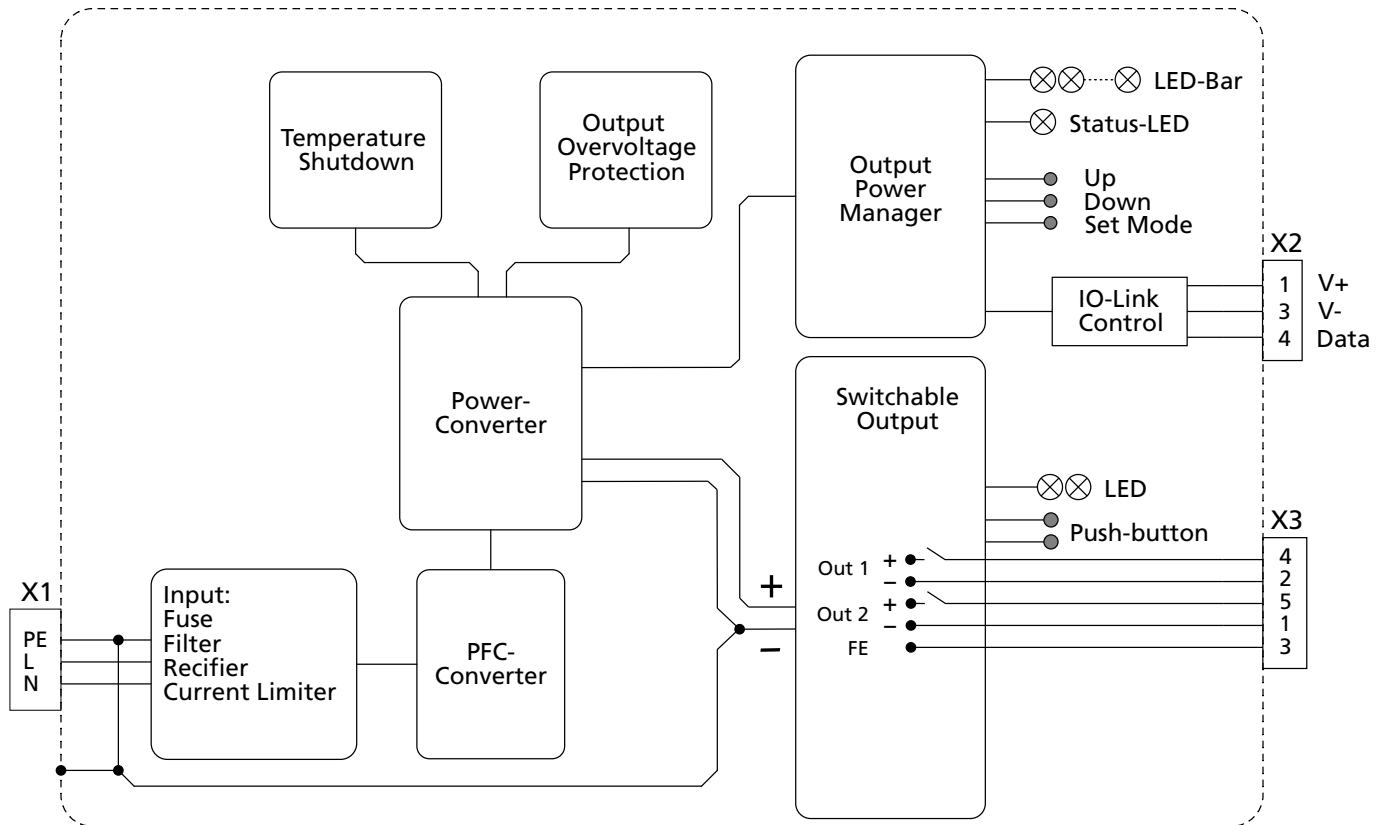 Temperature
Shutdown
Output
Overvoltage
Protection
Output
Power
Manager
LED-Bar
Status-LED
Up
Down
Set Mode
X2
IO-Link
Control
1 V+
3 V-
4 Data
Power-
Converter
Switchable
Output
LED
Push-button
X3
Out 1 + 4
− 2
Out 2 + 5
− 1
FE 3
+
−
X1
PE
L
N
Input:
Fuse
Filter
Recifier
Current Limiter
PFC-
Converter